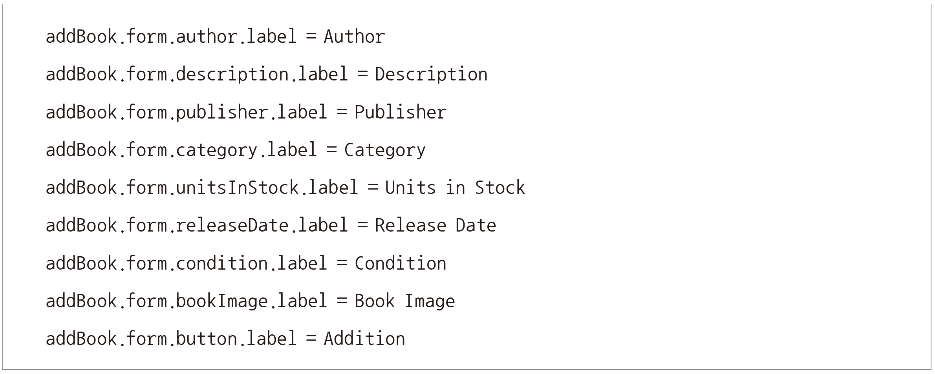 addBook.form.author.label = Author
addBook.form.description.label = Description
addBook.form.publisher.label = Publisher
addBook.form.category.label = Category
addBook.form.unitsInStock.label = Units in Stock
addBook.form.releaseDate.label = Release Date
addBook.form.condition.label = Condition
addBook.form.bookImage.label = Book Image
addBook.form.button.label = Addition